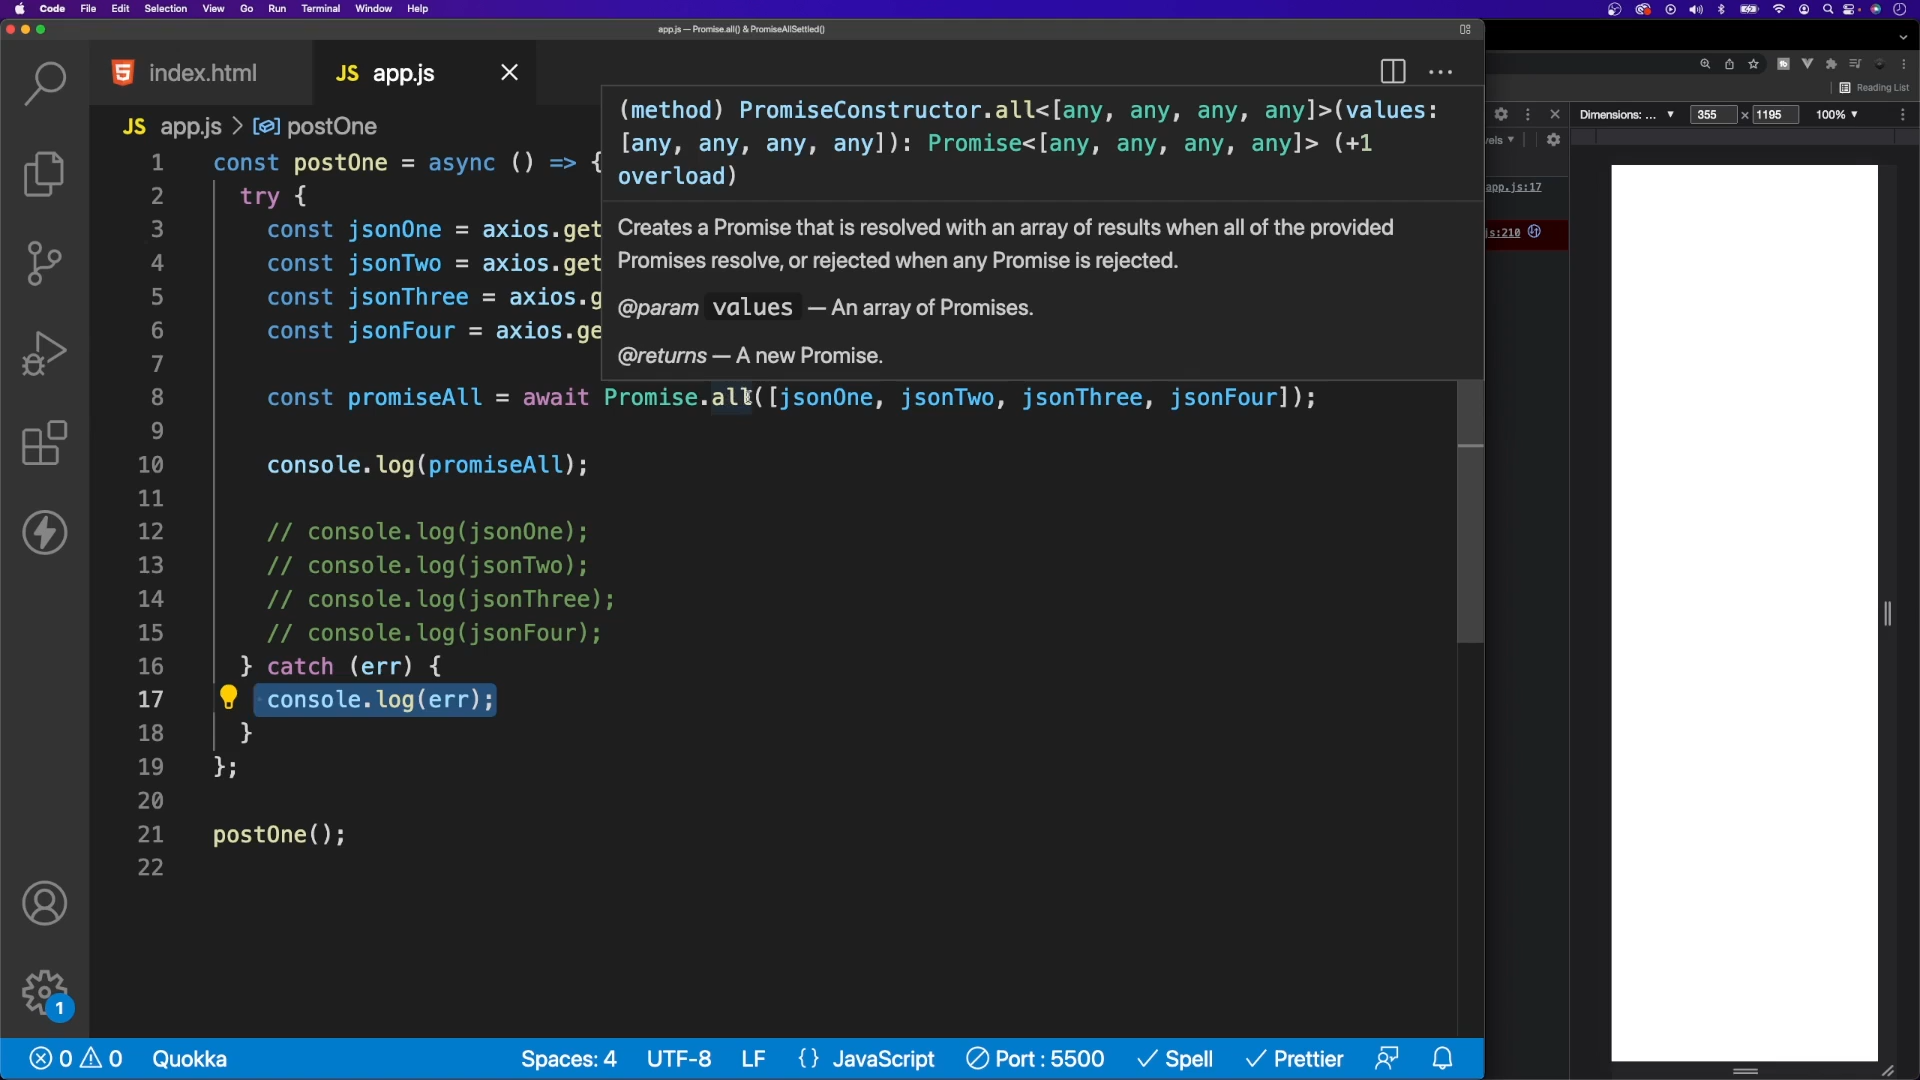 Code File Edit Selection View Go Run Terminal Window Help
app.js — Promise.all() & PromiseAllSettled()
index.html
JS app.js
JS app.js > postOne
(method) PromiseConstructor.all<[any, any, any, any]>(values:
[any, any, any, any]): Promise<[any, any, any, any]> (+1
overload)
Creates a Promise that is resolved with an array of results when all of the provided
Promises resolve, or rejected when any Promise is rejected.
@param values — An array of Promises.
@returns — A new Promise.
1 const postOne = async () => {
2 try {
3 const jsonOne = axios.get
4 const jsonTwo = axios.get
5 const jsonThree = axios.g
6 const jsonFour = axios.ge
7
8 const promiseAll = await Promise.all([jsonOne, jsonTwo, jsonThree, jsonFour]);
9
10 console.log(promiseAll);
11
12 // console.log(jsonOne);
13 // console.log(jsonTwo);
14 // console.log(jsonThree);
15 // console.log(jsonFour);
16 } catch (err) {
17 console.log(err);
18 }
19 };
20
21 postOne();
22
1
0 0 Quokka Spaces: 4 UTF-8 LF {} JavaScript Port : 5500 Spell Prettier
Reading List
Dimensions: ... 355 × 1195 100%
vels
app.js:17
js:210